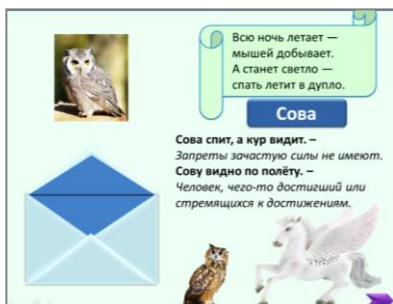 Всю ночь летает —
мышей добывает.
А станет светло —
спать летит в дупло.
Сова
Сова спит, а кур видит. –
Запреты зачастую силы не имеют.
Сову видно по полёту. –
Человек, чего-то достигший или
стремящихся к достижениям.